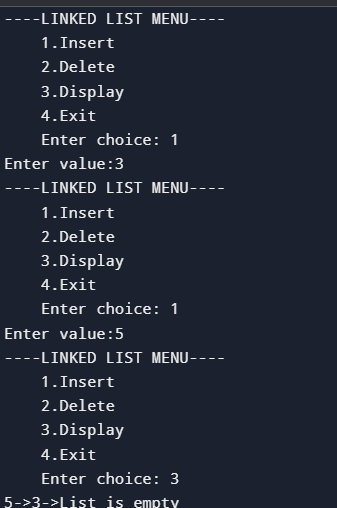 ----LINKED LIST MENU----
    1.Insert
    2.Delete
    3.Display
    4.Exit
    Enter choice: 1
Enter value:3
----LINKED LIST MENU----
    1.Insert
    2.Delete
    3.Display
    4.Exit
    Enter choice: 1
Enter value:5
----LINKED LIST MENU----
    1.Insert
    2.Delete
    3.Display
    4.Exit
    Enter choice: 3
5->3->List is empty